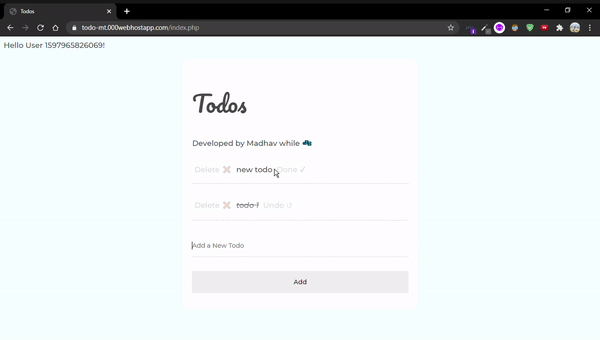 Todos
todo-mt.000webhostapp.com/index.php
Hello User 1597965826069!
Todos
Developed by Madhav while
Delete ❌ new todo Done ✓
Delete ❌ todo 1 Undo ↺
Add a New Todo
Add